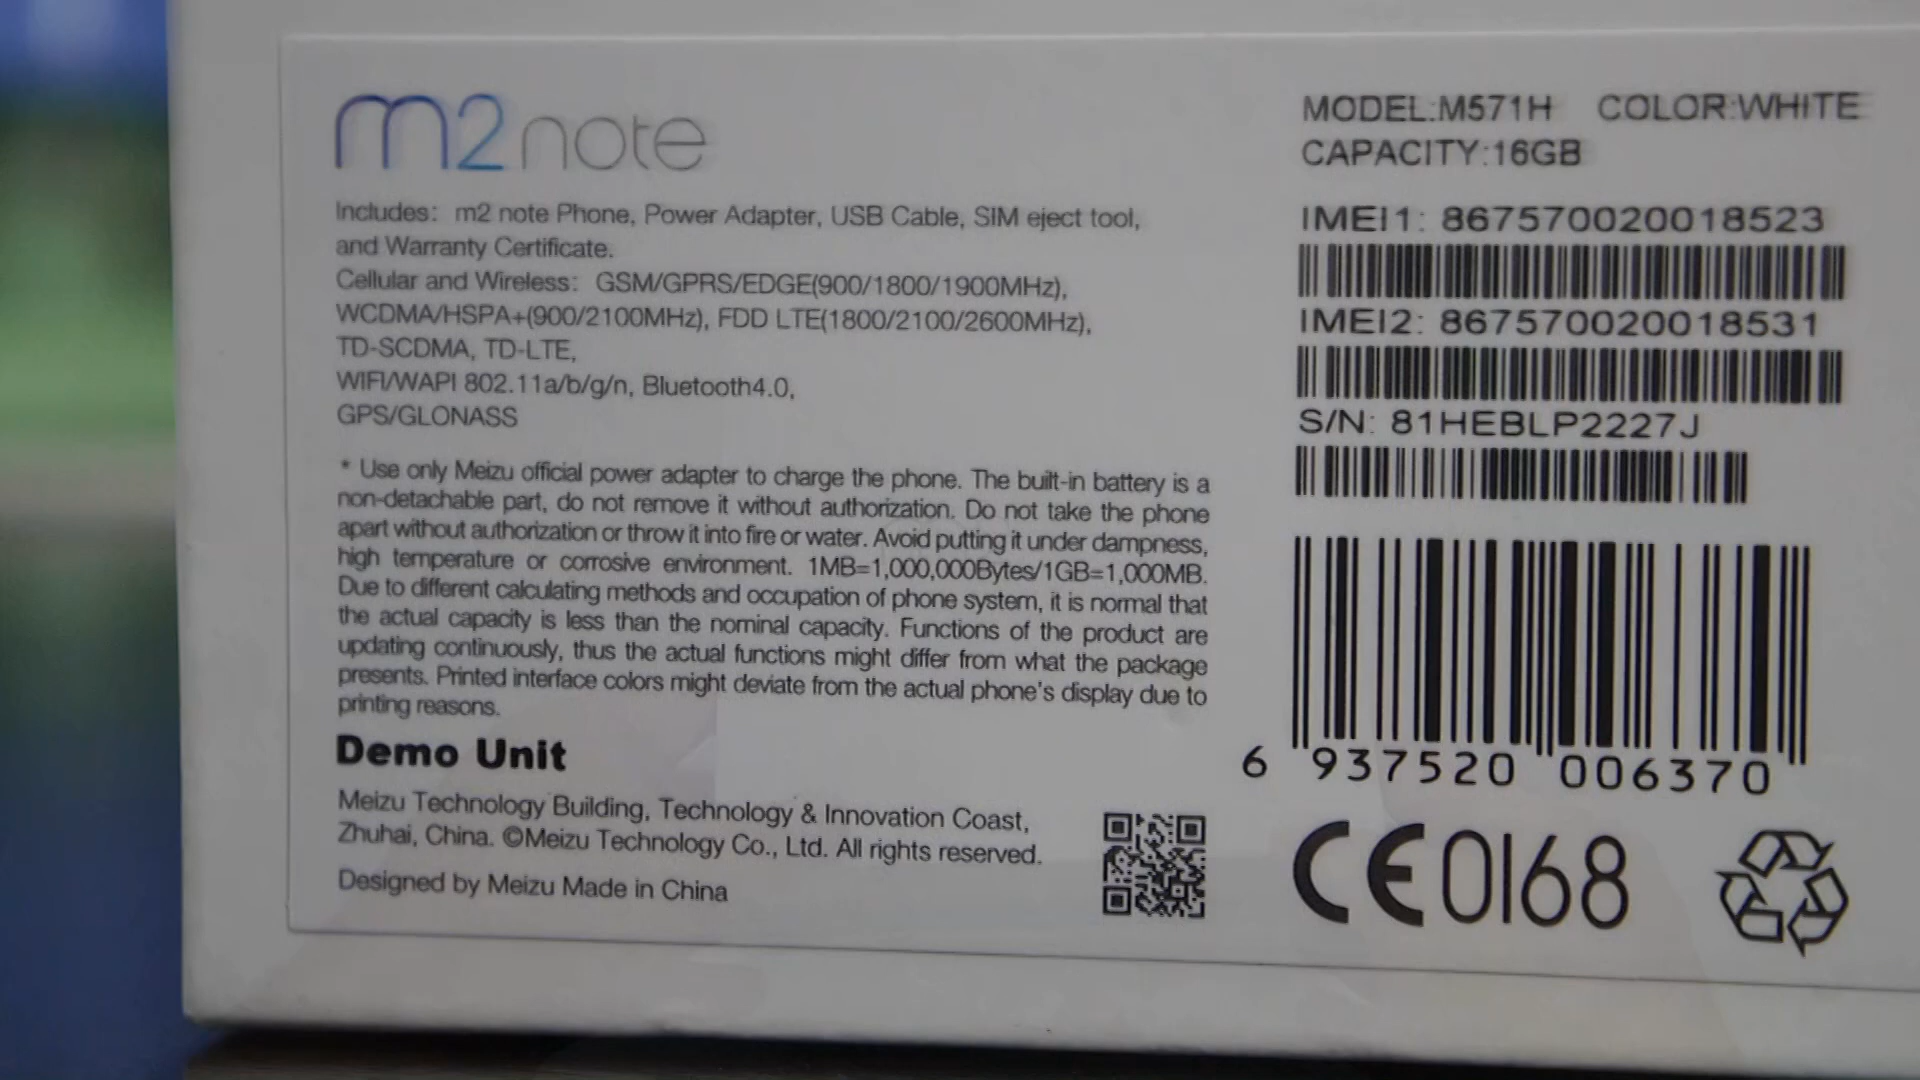 m2 note
Includes: m2 note Phone, Power Adapter, USB Cable, SIM eject tool,
and Warranty Certificate.
Cellular and Wireless: GSM/GPRS/EDGE(900/1800/1900MHz),
WCDMA/HSPA+(900/2100MHz), FDD LTE(1800/2100/2600MHz),
TD-SCDMA, TD-LTE,
WIFI/WAPI 802.11a/b/g/n, Bluetooth4.0,
GPS/GLONASS
* Use only Meizu official power adapter to charge the phone. The built-in battery is a
non-detachable part, do not remove it without authorization. Do not take the phone
apart without authorization or throw it into fire or water. Avoid putting it under dampness,
high temperature or corrosive environment. 1MB=1,000,000Bytes/1GB=1,000MB.
Due to different calculating methods and occupation of phone system, it is normal that
the actual capacity is less than the nominal capacity. Functions of the product are
updating continuously, thus the actual functions might differ from what the package
presents. Printed interface colors might deviate from the actual phone's display due to
printing reasons.
Demo Unit
Meizu Technology Building, Technology & Innovation Coast,
Zhuhai, China. ©Meizu Technology Co., Ltd. All rights reserved.
Designed by Meizu Made in China
MODEL:M571H COLOR:WHITE
CAPACITY:16GB
IMEI1: 867570020018523
IMEI2: 867570020018531
S/N: 81HEBLP2227J
6 937520 006370
CE0168